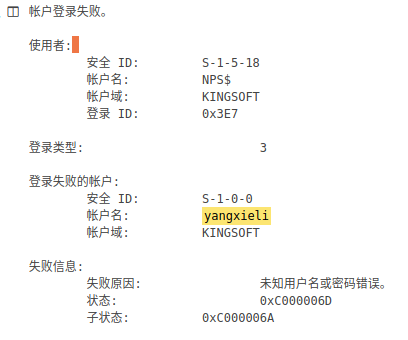 帐户登录失败。
使用者:
安全 ID: S-1-5-18
帐户名: NPS$
帐户域: KINGSOFT
登录 ID: 0x3E7
登录类型: 3
登录失败的帐户:
安全 ID: S-1-0-0
帐户名: yangxieli
帐户域: KINGSOFT
失败信息:
失败原因: 未知用户名或密码错误。
状态: 0xC000006D
子状态: 0xC000006A